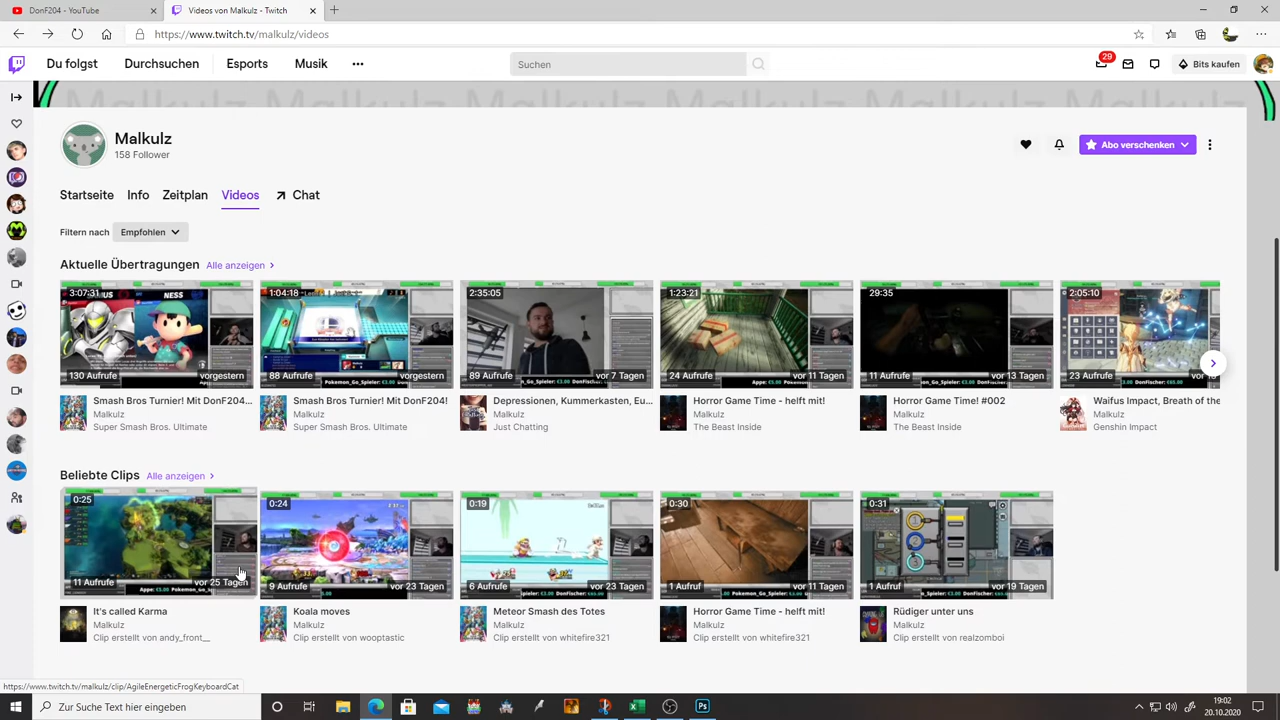 DonF204 - YouTube
Videos von Malkulz - Twitch
https://www.twitch.tv/malkulz/videos
Du folgst Durchsuchen Esports Musik
Suchen
29
Bits kaufen
Malkulz Malkulz Malkulz Malkulz
Malkulz
158 Follower
Abo verschenken
Startseite Info Zeitplan Videos Chat
Filtern nach Empfohlen
Aktuelle Übertragungen Alle anzeigen
3:07:31 1:04:18 2:35:05 1:23:21 29:35 2:05:10
NESS
130 Aufrufe vorgestern 88 Aufrufe vorgestern 89 Aufrufe vor 7 Tagen 24 Aufrufe vor 11 Tagen 11 Aufrufe vor 13 Tagen 23 Aufrufe
Smash Bros Turnier! Mit DonF204... Smash Bros Turnier! Mit DonF204! Depressionen, Kummerkasten, Eu... Horror Game Time - helft mit! Horror Game Time! #002 Waifus Impact, Breath of the
Malkulz Malkulz Malkulz Malkulz Malkulz Malkulz
Super Smash Bros. Ultimate Super Smash Bros. Ultimate Just Chatting The Beast Inside The Beast Inside Genshin Impact
Beliebte Clips Alle anzeigen
0:25 0:24 0:19 0:30 0:31
11 Aufrufe vor 25 Tagen 9 Aufrufe vor 23 Tagen 6 Aufrufe vor 23 Tagen 1 Aufruf vor 11 Tagen 1 Aufruf vor 19 Tagen
It's called Karma Koala moves Meteor Smash des Totes Horror Game Time - helft mit! Rüdiger unter uns
Malkulz Malkulz Malkulz Malkulz Malkulz
Clip erstellt von andy_front__ Clip erstellt von wooptastic Clip erstellt von whitefire321 Clip erstellt von whitefire321 Clip erstellt von realzomboi
https://www.twitch.tv/malkulz/clip/AgileEnergeticFrogKeyboardCat
Zur Suche Text hier eingeben
19:02
20.10.2020